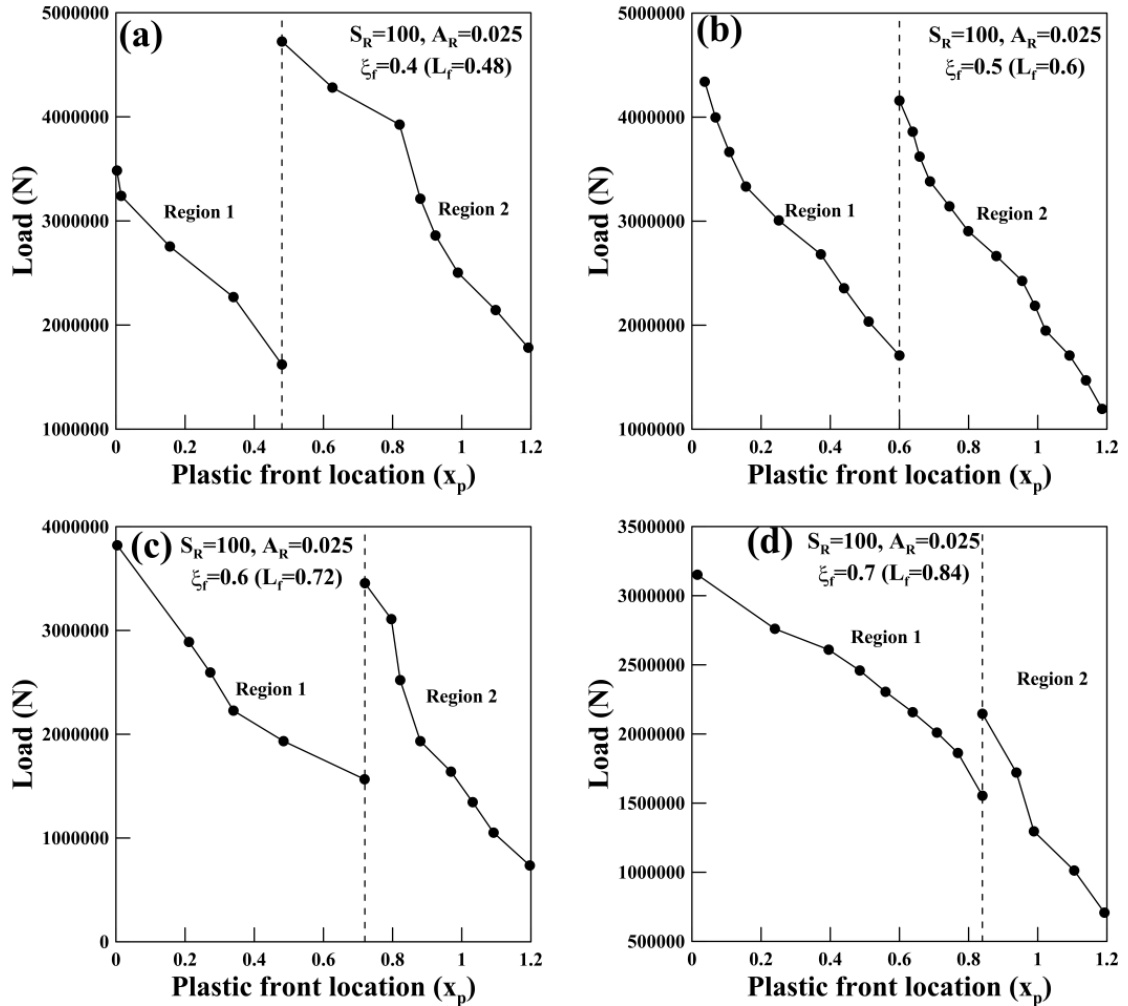 (a)
S_R=100, A_R=0.025
ξ_f=0.4 (L_f=0.48)
5000000
4000000
3000000
2000000
1000000
Load (N)
Region 1
Region 2
0 0.2 0.4 0.6 0.8 1 1.2
Plastic front location (x_p)
(b)
S_R=100, A_R=0.025
ξ_f=0.5 (L_f=0.6)
5000000
4000000
3000000
2000000
1000000
Load (N)
Region 1
Region 2
0 0.2 0.4 0.6 0.8 1 1.2
Plastic front location (x_p)
(c)
S_R=100, A_R=0.025
ξ_f=0.6 (L_f=0.72)
4000000
3000000
2000000
1000000
0
Load (N)
Region 1
Region 2
0 0.2 0.4 0.6 0.8 1 1.2
Plastic front location (x_p)
(d)
S_R=100, A_R=0.025
ξ_f=0.7 (L_f=0.84)
3500000
3000000
2500000
2000000
1500000
1000000
500000
Load (N)
Region 1
Region 2
0 0.2 0.4 0.6 0.8 1 1.2
Plastic front location (x_p)